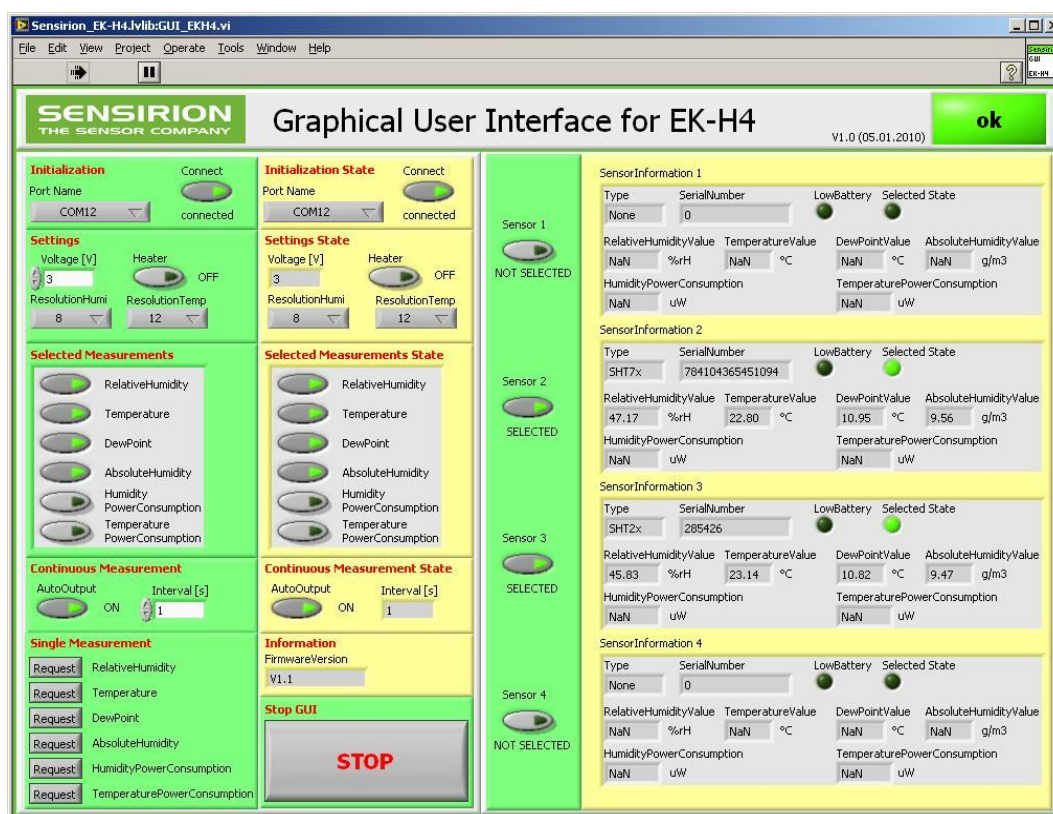 Sensirion_EK-H4.lvlib:GUI_EKH4.vi
File Edit View Project Operate Tools Window Help
GUI
EK-H4
SENSIRION
THE SENSOR COMPANY
Graphical User Interface for EK-H4
V1.0 (05.01.2010)
ok
Initialization
Connect
Port Name
COM12
connected
Settings
Voltage [V] Heater
3 OFF
ResolutionHumi ResolutionTemp
8 12
Selected Measurements
RelativeHumidity
Temperature
DewPoint
AbsoluteHumidity
Humidity
PowerConsumption
Temperature
PowerConsumption
Continuous Measurement
AutoOutput Interval [s]
ON 1
Single Measurement
Request RelativeHumidity
Request Temperature
Request DewPoint
Request AbsoluteHumidity
Request HumidityPowerConsumption
Request TemperaturePowerConsumption
Initialization State
Connect
Port Name
COM12
connected
Settings State
Voltage [V] Heater
3 OFF
ResolutionHumi ResolutionTemp
8 12
Selected Measurements State
RelativeHumidity
Temperature
DewPoint
AbsoluteHumidity
Humidity
PowerConsumption
Temperature
PowerConsumption
Continuous Measurement State
AutoOutput Interval [s]
ON 1
Information
FirmwareVersion
V1.1
Stop GUI
STOP
Sensor 1
NOT SELECTED
Sensor 2
SELECTED
Sensor 3
SELECTED
Sensor 4
NOT SELECTED
SensorInformation 1
Type SerialNumber LowBattery Selected State
None 0
RelativeHumidityValue TemperatureValue DewPointValue AbsoluteHumidityValue
NaN %rH NaN °C NaN °C NaN g/m3
HumidityPowerConsumption TemperaturePowerConsumption
NaN uW NaN uW
SensorInformation 2
Type SerialNumber LowBattery Selected State
SHT7x 784104365451094
RelativeHumidityValue TemperatureValue DewPointValue AbsoluteHumidityValue
47.17 %rH 22.80 °C 10.95 °C 9.56 g/m3
HumidityPowerConsumption TemperaturePowerConsumption
NaN uW NaN uW
SensorInformation 3
Type SerialNumber LowBattery Selected State
SHT2x 285426
RelativeHumidityValue TemperatureValue DewPointValue AbsoluteHumidityValue
45.83 %rH 23.14 °C 10.82 °C 9.47 g/m3
HumidityPowerConsumption TemperaturePowerConsumption
NaN uW NaN uW
SensorInformation 4
Type SerialNumber LowBattery Selected State
None 0
RelativeHumidityValue TemperatureValue DewPointValue AbsoluteHumidityValue
NaN %rH NaN °C NaN °C NaN g/m3
HumidityPowerConsumption TemperaturePowerConsumption
NaN uW NaN uW